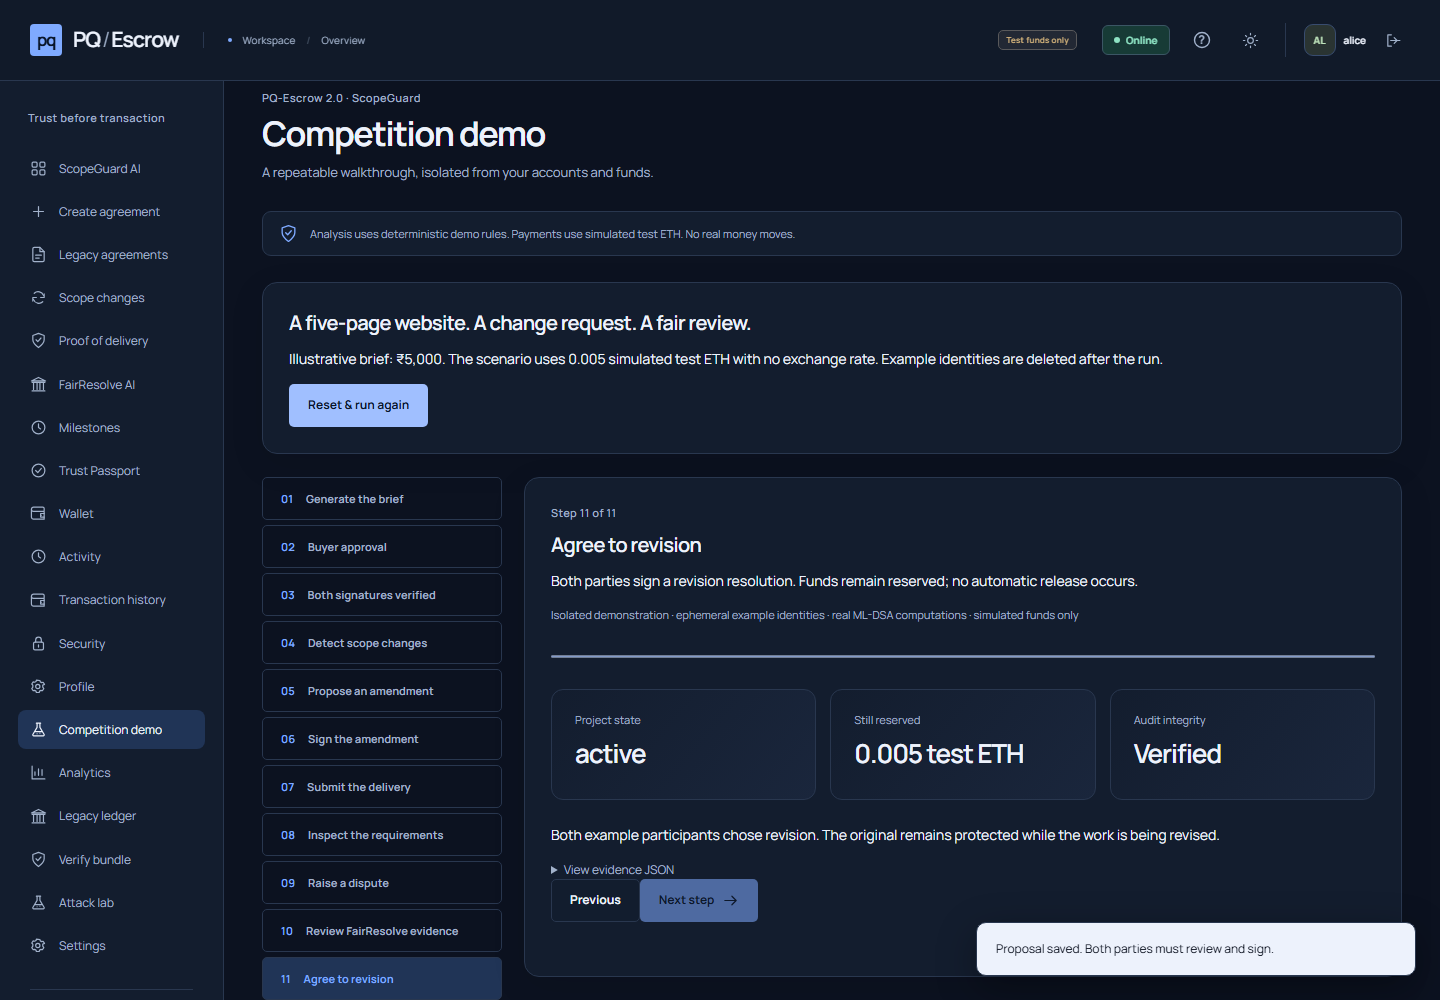 pq PQ/Escrow
Workspace / Overview
Test funds only
Online
AL alice
Trust before transaction
ScopeGuard AI
Create agreement
Legacy agreements
Scope changes
Proof of delivery
FairResolve AI
Milestones
Trust Passport
Wallet
Activity
Transaction history
Security
Profile
Competition demo
Analytics
Legacy ledger
Verify bundle
Attack lab
Settings
PQ-Escrow 2.0 · ScopeGuard
Competition demo
A repeatable walkthrough, isolated from your accounts and funds.
Analysis uses deterministic demo rules. Payments use simulated test ETH. No real money moves.
A five-page website. A change request. A fair review.
Illustrative brief: ₹5,000. The scenario uses 0.005 simulated test ETH with no exchange rate. Example identities are deleted after the run.
Reset & run again
01 Generate the brief
02 Buyer approval
03 Both signatures verified
04 Detect scope changes
05 Propose an amendment
06 Sign the amendment
07 Submit the delivery
08 Inspect the requirements
09 Raise a dispute
10 Review FairResolve evidence
11 Agree to revision
Step 11 of 11
Agree to revision
Both parties sign a revision resolution. Funds remain reserved; no automatic release occurs.
Isolated demonstration · ephemeral example identities · real ML-DSA computations · simulated funds only
Project state
active
Still reserved
0.005 test ETH
Audit integrity
Verified
Both example participants chose revision. The original remains protected while the work is being revised.
View evidence JSON
Previous
Next step
Proposal saved. Both parties must review and sign.